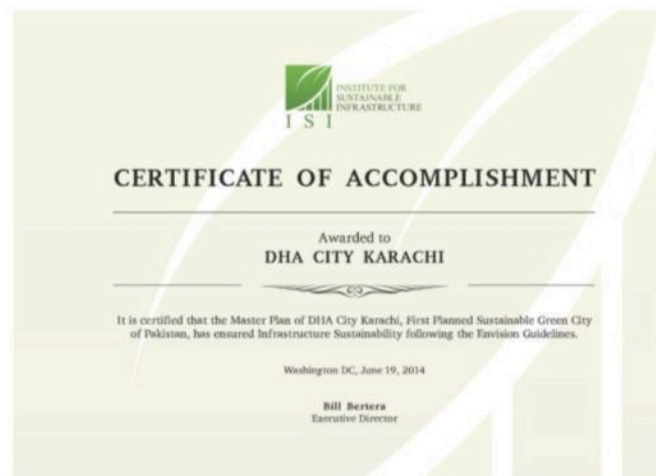 INSTITUTE FOR
SUSTAINABLE
INFRASTRUCTURE
I S I
CERTIFICATE OF ACCOMPLISHMENT
Awarded to
DHA CITY KARACHI
It is certified that the Master Plan of DHA City Karachi, First Planned Sustainable Green City
of Pakistan, has ensured Infrastructure Sustainability following the Envision Guidelines.
Washington DC, June 19, 2014
Bill Bertera
Executive Director